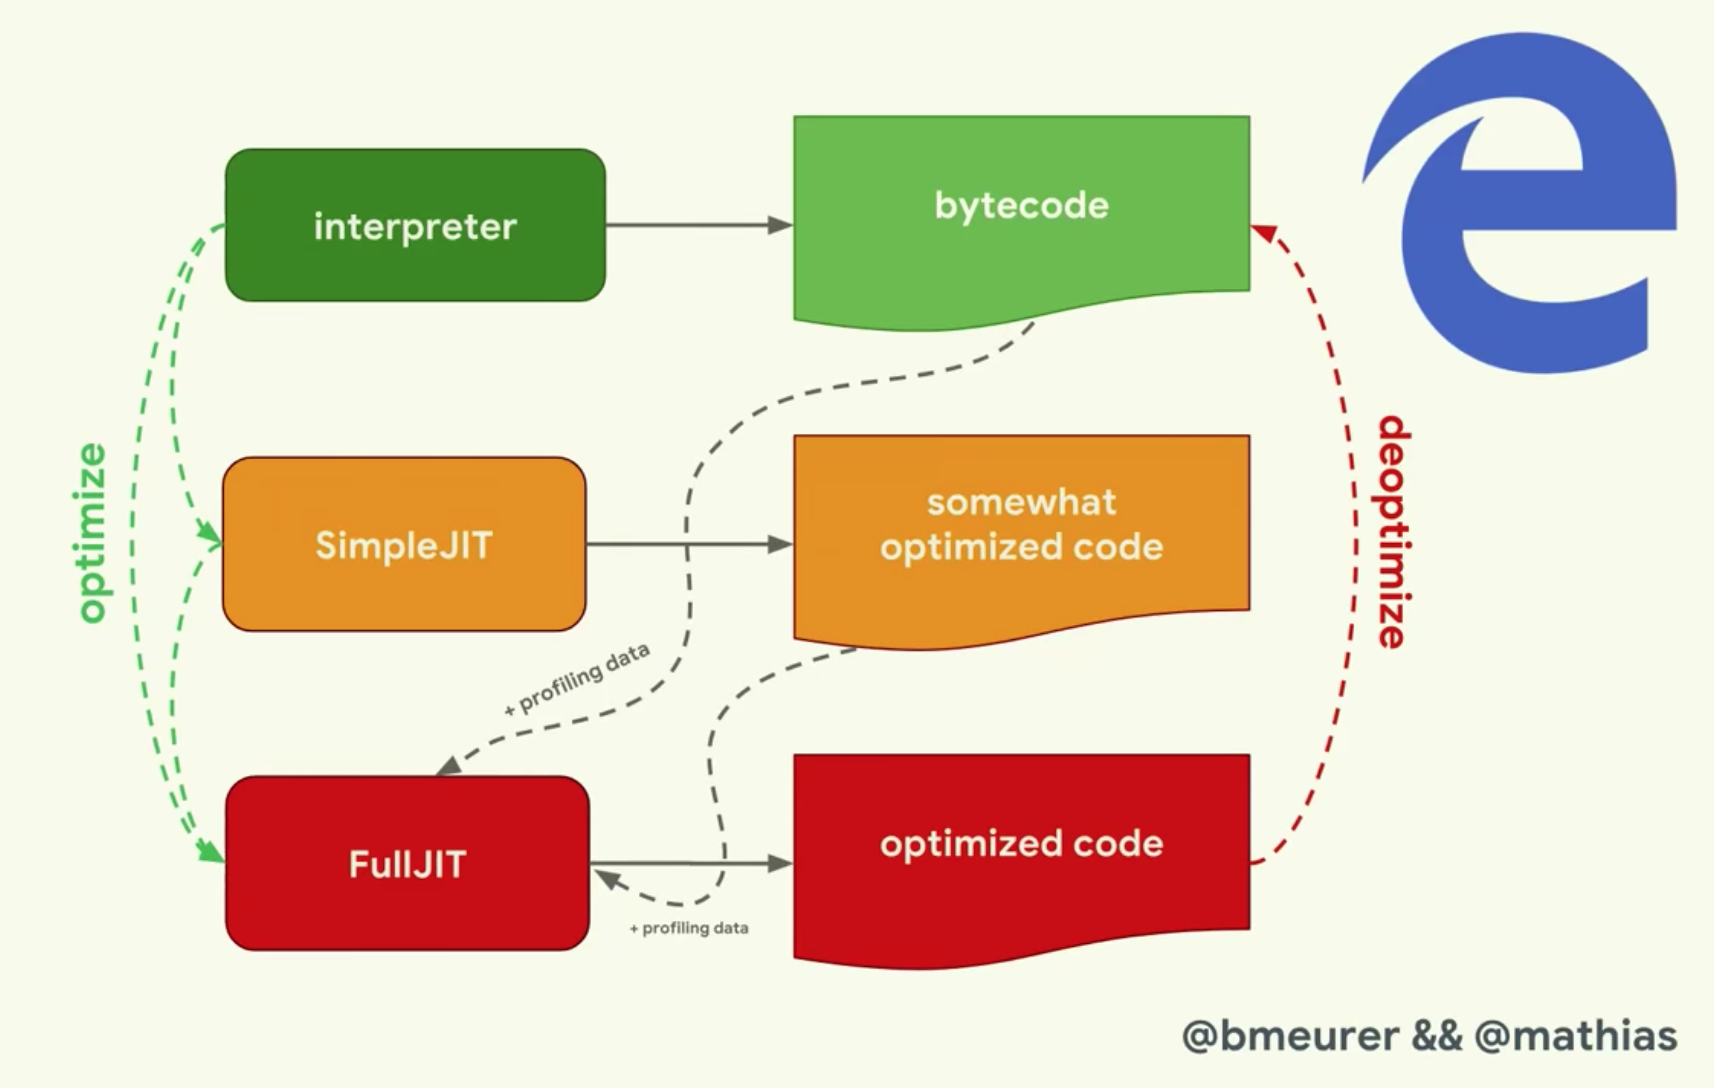 interpreter
bytecode
optimize
SimpleJIT
somewhat
optimized code
deoptimize
+ profiling data
FullJIT
optimized code
+ profiling data
@bmeurer && @mathias